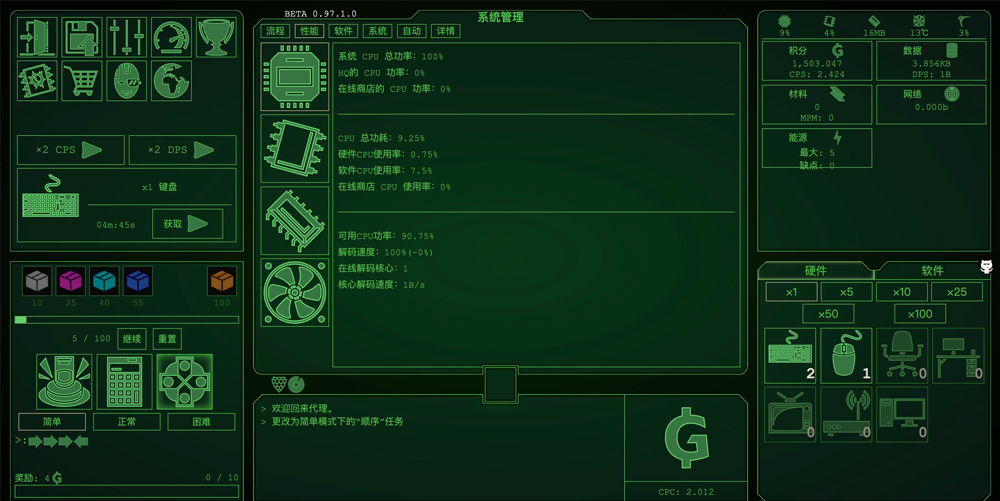 BETA 0.97.1.0
系统管理
流程 性能 软件 系统 自动 详情
系统 CPU 总功率: 100%
HQ的 CPU 功率: 0%
在线商店的 CPU 功率: 0%
CPU 总功耗: 9.25%
硬件CPU使用率: 0.75%
软件CPU使用率: 7.5%
在线商店 CPU 使用率: 0%
可用CPU功率: 90.75%
解码速度: 100%(-0%)
在线解码核心: 1
核心解码速度: 1B/s
×2 CPS ×2 DPS
x1 键盘
04m:45s 获取
10 25 40 55 100
5 / 100 继续 重置
简单 正常 困难
>:
奖励: 4 0 / 10
> 欢迎回来代理。
> 更改为简单模式下的“顺序”任务
CPC: 2.012
9% 4% 16MB 13℃ 3%
积分
1,503.047
CPS: 2.424
数据
3.856KB
DPS: 1B
材料
0
MPM: 0
网络
0.000b
能源
最大: 5
缺点: 0
硬件 软件
×1 ×5 ×10 ×25
×50 ×100
2 1 0 0
0 0 0